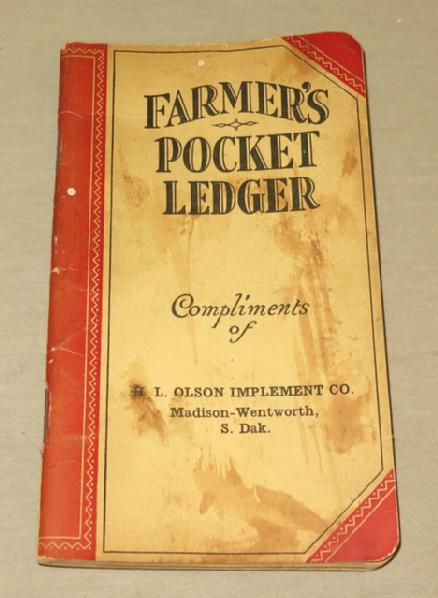 FARMER'S
POCKET
LEDGER
Compliments
of
H. L. OLSON IMPLEMENT CO.
Madison-Wentworth,
S. Dak.